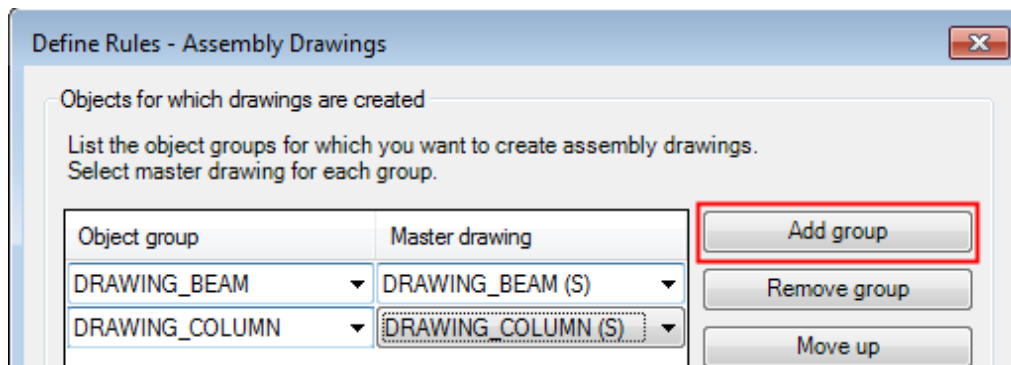 Define Rules - Assembly Drawings
Objects for which drawings are created
List the object groups for which you want to create assembly drawings.
Select master drawing for each group.
Object group Master drawing Add group
DRAWING_BEAM DRAWING_BEAM (S) Remove group
DRAWING_COLUMN DRAWING_COLUMN (S) Move up